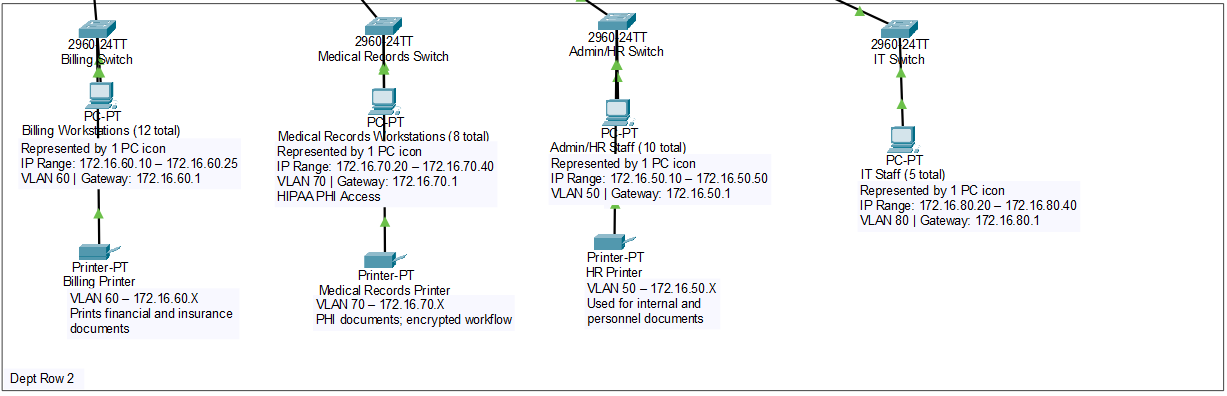 2960-24TT
Billing Switch
PC-PT
Billing Workstations (12 total)
Represented by 1 PC icon
IP Range: 172.16.60.10 – 172.16.60.25
VLAN 60 | Gateway: 172.16.60.1
Printer-PT
Billing Printer
VLAN 60 – 172.16.60.X
Prints financial and insurance
documents
2960-24TT
Medical Records Switch
PC-PT
Medical Records Workstations (8 total)
Represented by 1 PC icon
IP Range: 172.16.70.20 – 172.16.70.40
VLAN 70 | Gateway: 172.16.70.1
HIPAA PHI Access
Printer-PT
Medical Records Printer
VLAN 70 – 172.16.70.X
PHI documents; encrypted workflow
2960-24TT
Admin/HR Switch
PC-PT
Admin/HR Staff (10 total)
Represented by 1 PC icon
IP Range: 172.16.50.10 – 172.16.50.50
VLAN 50 | Gateway: 172.16.50.1
Printer-PT
HR Printer
VLAN 50 – 172.16.50.X
Used for internal and
personnel documents
2960-24TT
IT Switch
PC-PT
IT Staff (5 total)
Represented by 1 PC icon
IP Range: 172.16.80.20 – 172.16.80.40
VLAN 80 | Gateway: 172.16.80.1
Dept Row 2